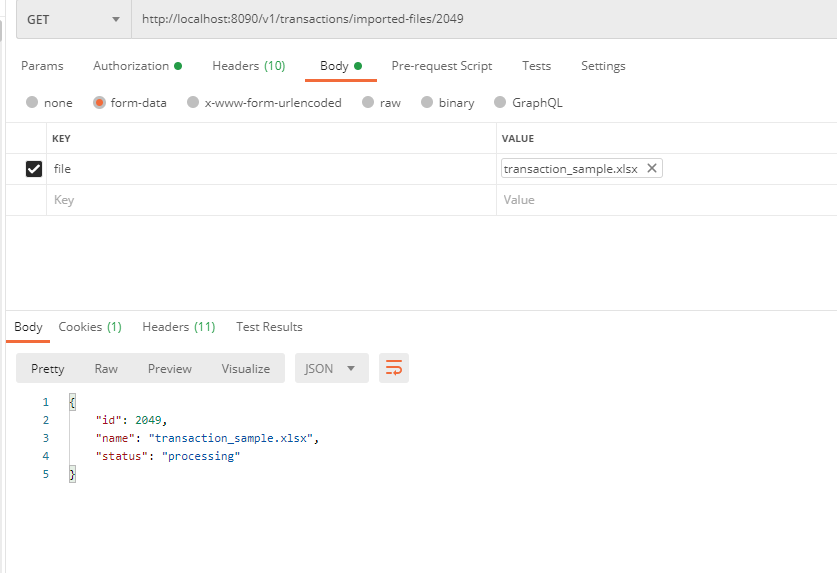 GET http://localhost:8090/v1/transactions/imported-files/2049
Params Authorization Headers (10) Body Pre-request Script Tests Settings
none form-data x-www-form-urlencoded raw binary GraphQL
KEY VALUE
file transaction_sample.xlsx
Key Value
Body Cookies (1) Headers (11) Test Results
Pretty Raw Preview Visualize JSON
1 {
2 "id": 2049,
3 "name": "transaction_sample.xlsx",
4 "status": "processing"
5 }